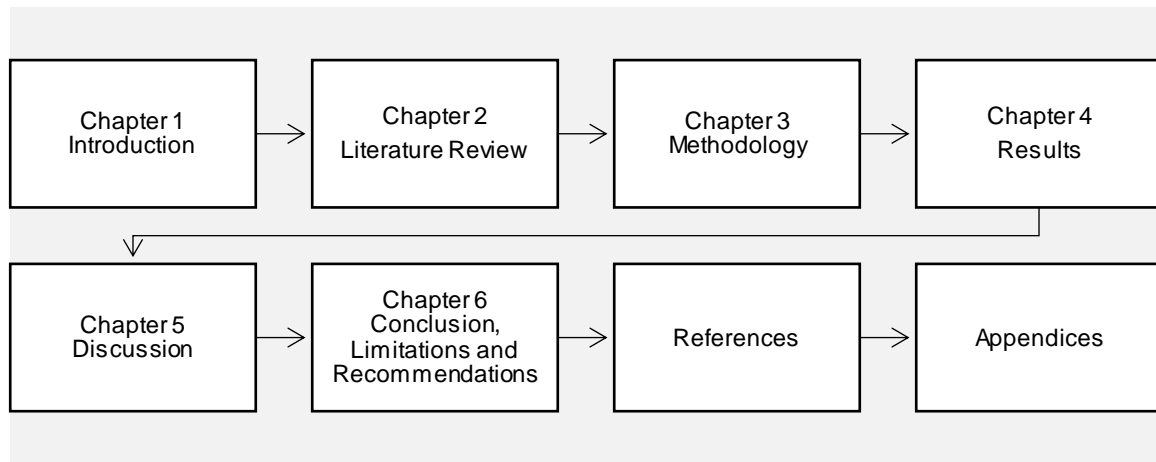 Chapter 1
Introduction
Chapter 2
Literature Review
Chapter 3
Methodology
Chapter 4
Results
Chapter 5
Discussion
Chapter 6
Conclusion,
Limitations and
Recommendations
References
Appendices